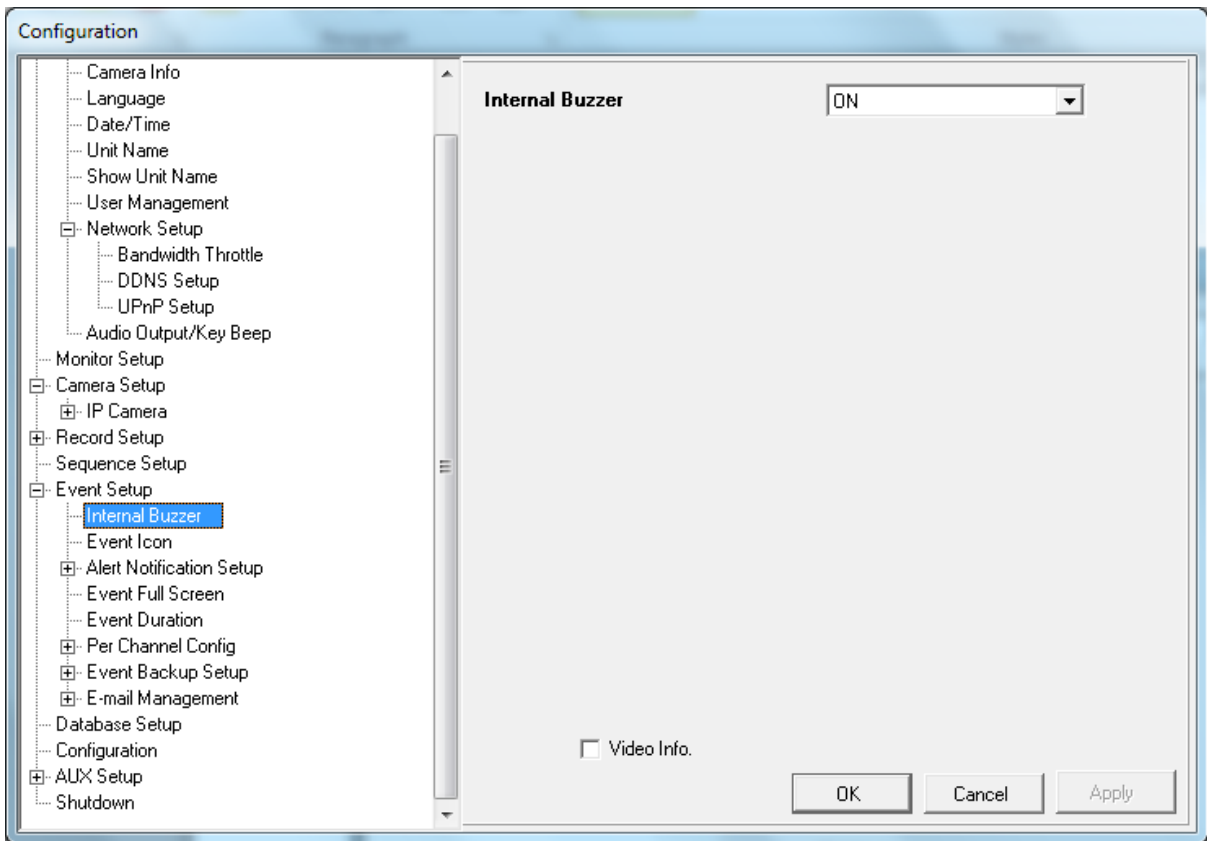 Configuration
Camera Info
Language
Date/Time
Unit Name
Show Unit Name
User Management
Network Setup
Bandwidth Throttle
DDNS Setup
UPnP Setup
Audio Output/Key Beep
Monitor Setup
Camera Setup
IP Camera
Record Setup
Sequence Setup
Event Setup
Internal Buzzer
Event Icon
Alert Notification Setup
Event Full Screen
Event Duration
Per Channel Config
Event Backup Setup
E-mail Management
Database Setup
Configuration
AUX Setup
Shutdown
Internal Buzzer ON
Video Info.
OK Cancel Apply